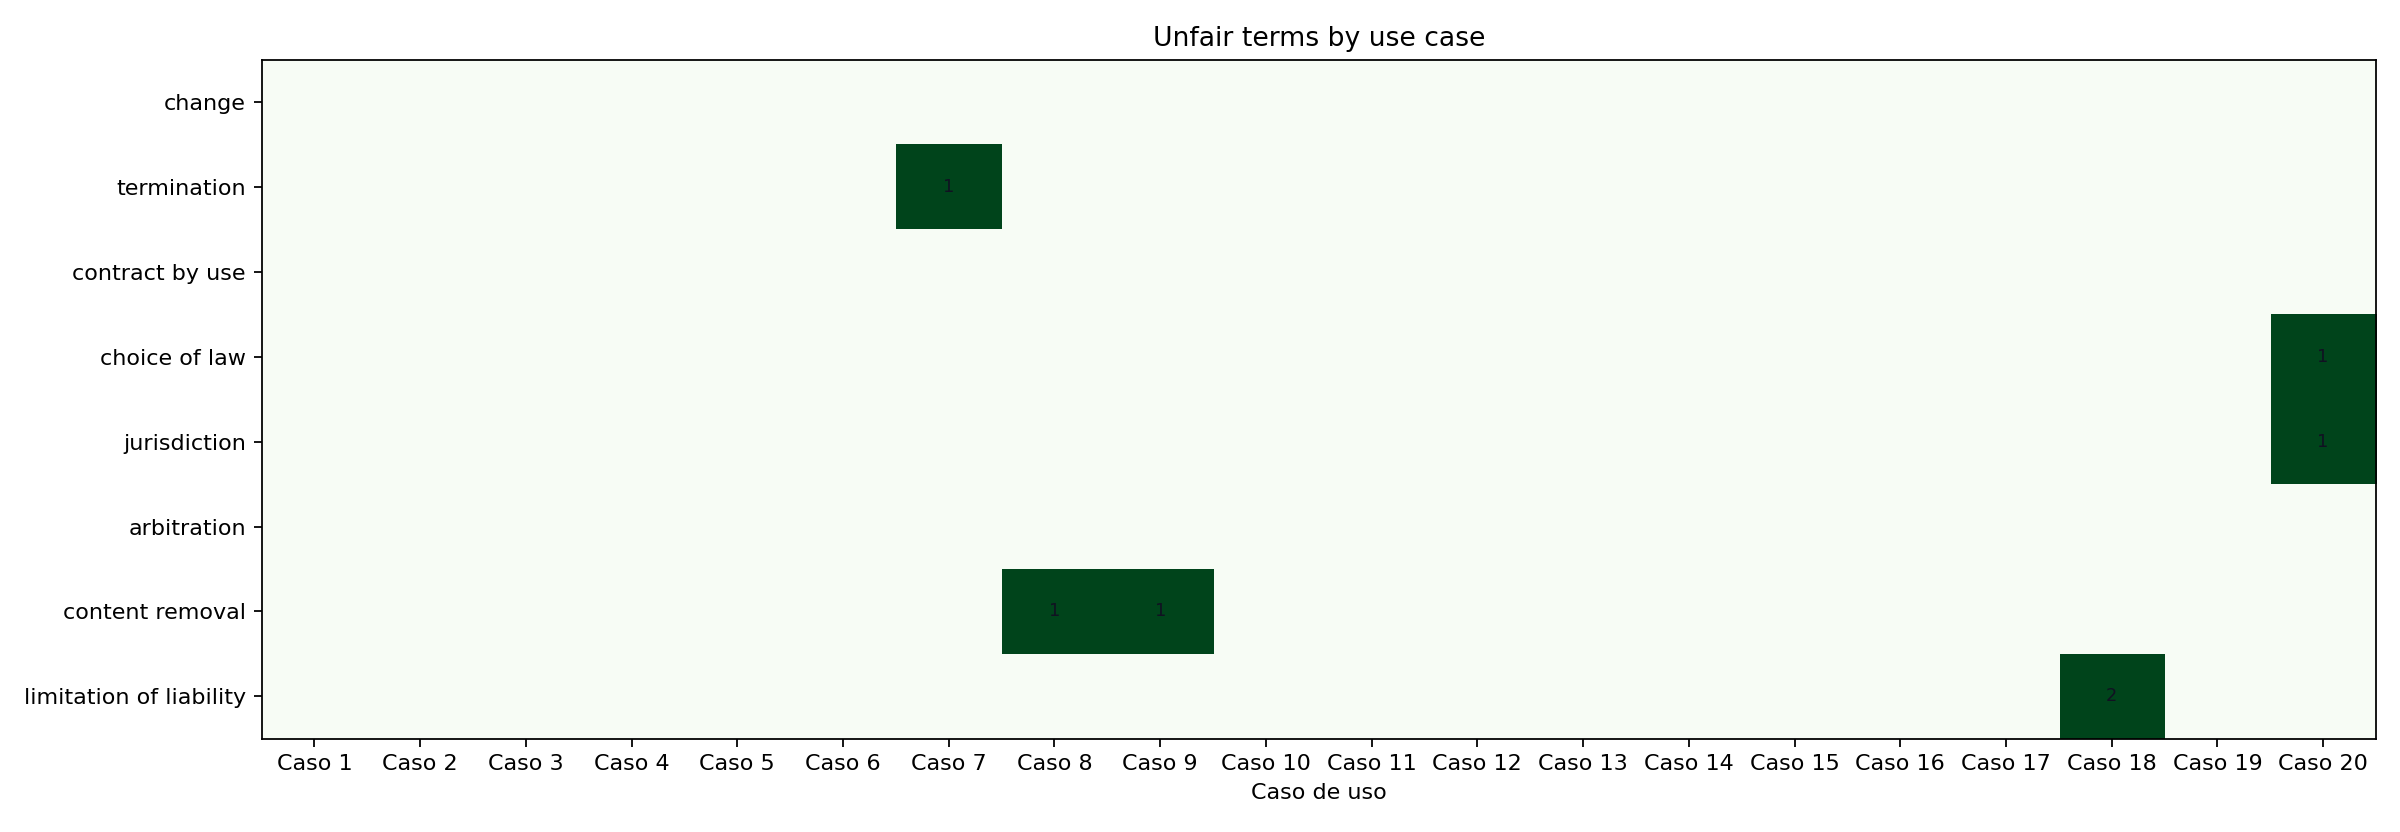 Unfair terms by use case
change
termination
1
contract by use
choice of law
1
jurisdiction
1
arbitration
content removal
1 1
limitation of liability
2
Caso 1 Caso 2 Caso 3 Caso 4 Caso 5 Caso 6 Caso 7 Caso 8 Caso 9 Caso 10 Caso 11 Caso 12 Caso 13 Caso 14 Caso 15 Caso 16 Caso 17 Caso 18 Caso 19 Caso 20
Caso de uso